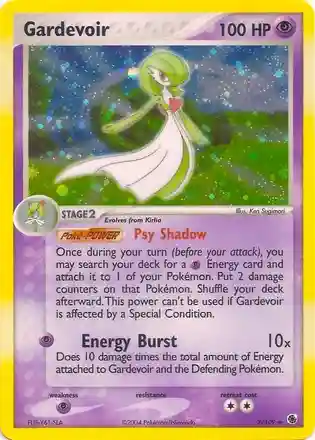 Gardevoir 100 HP
Illus. Ken Sugimori
STAGE2
Evolves from Kirlia
Poké-POWER Psy Shadow
Once during your turn (before your attack), you
may search your deck for a Energy card and
attach it to 1 of your Pokémon. Put 2 damage
counters on that Pokémon. Shuffle your deck
afterward. This power can't be used if Gardevoir
is affected by a Special Condition.
Energy Burst 10x
Does 10 damage times the total amount of Energy
attached to Gardevoir and the Defending Pokémon.
weakness resistance retreat cost
©2004 Pokémon/Nintendo